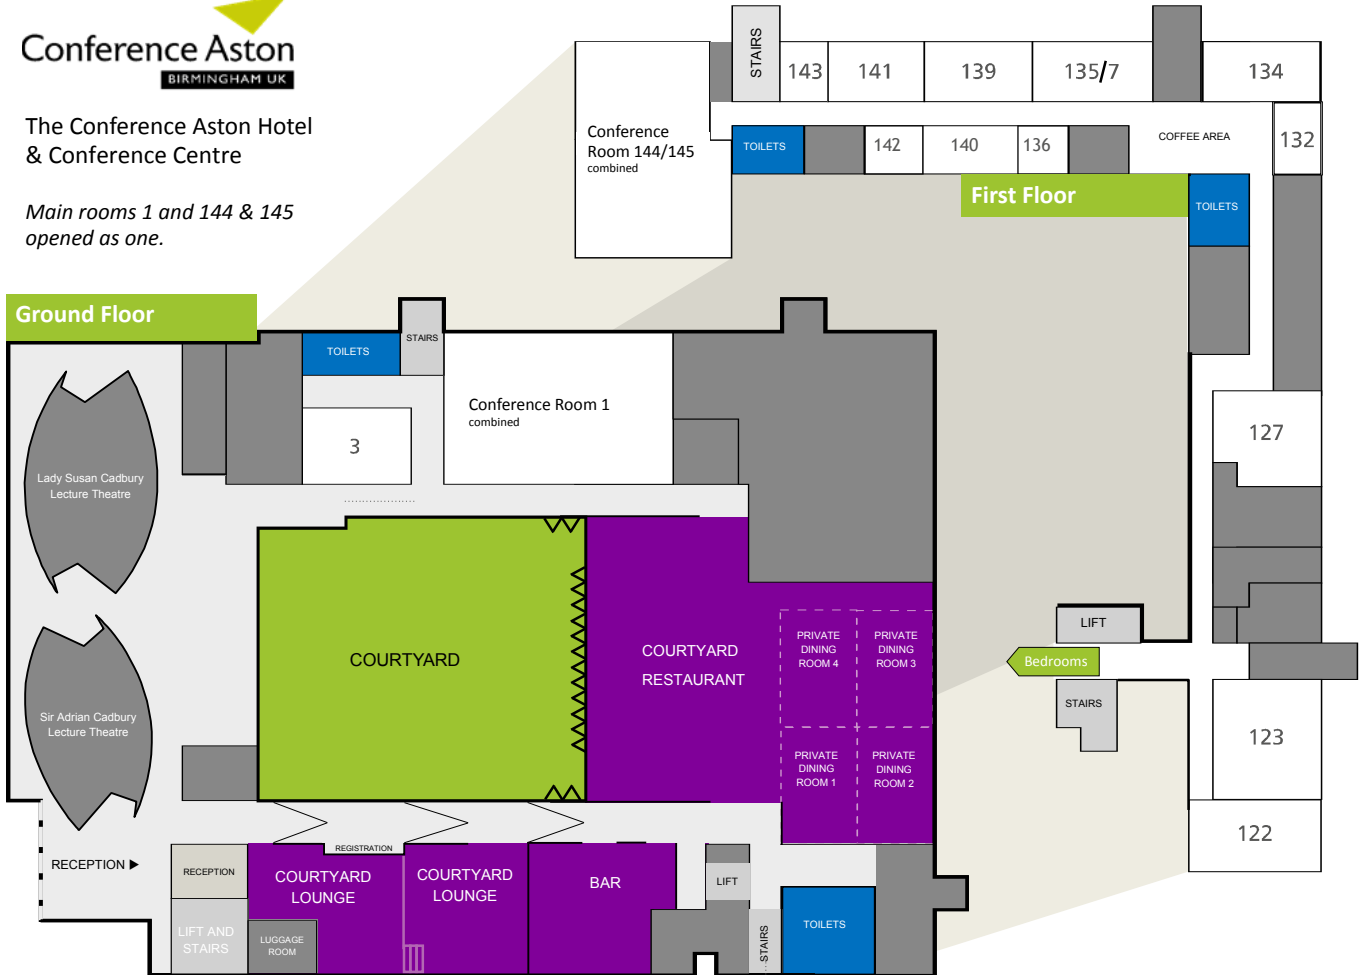 Conference Aston
BIRMINGHAM UK
The Conference Aston Hotel
& Conference Centre
Main rooms 1 and 144 & 145
opened as one.
STAIRS
143
141
139
135/7
134
Conference
Room 144/145
combined
TOILETS
142
140
136
COFFEE AREA
132
First Floor
TOILETS
Ground Floor
TOILETS
STAIRS
Conference Room 1
combined
3
127
Lady Susan Cadbury
Lecture Theatre
COURTYARD
COURTYARD
RESTAURANT
PRIVATE
DINING
ROOM 4
PRIVATE
DINING
ROOM 3
LIFT
Bedrooms
STAIRS
Sir Adrian Cadbury
Lecture Theatre
PRIVATE
DINING
ROOM 1
PRIVATE
DINING
ROOM 2
123
122
RECEPTION ▶
RECEPTION
REGISTRATION
COURTYARD
LOUNGE
COURTYARD
LOUNGE
BAR
LIFT
LIFT AND
STAIRS
LUGGAGE
ROOM
STAIRS
TOILETS